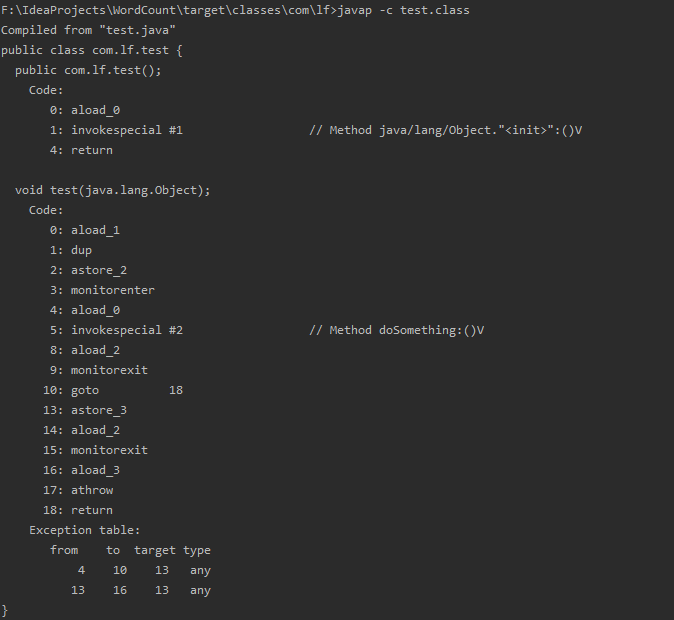 F:\IdeaProjects\WordCount\target\classes\com\lf>javap -c test.class
Compiled from "test.java"
public class com.lf.test {
  public com.lf.test();
    Code:
       0: aload_0
       1: invokespecial #1                  // Method java/lang/Object."<init>":()V
       4: return

  void test(java.lang.Object);
    Code:
       0: aload_1
       1: dup
       2: astore_2
       3: monitorenter
       4: aload_0
       5: invokespecial #2                  // Method doSomething:()V
       8: aload_2
       9: monitorexit
      10: goto          18
      13: astore_3
      14: aload_2
      15: monitorexit
      16: aload_3
      17: athrow
      18: return
    Exception table:
       from    to  target type
           4    10    13   any
          13    16    13   any
}